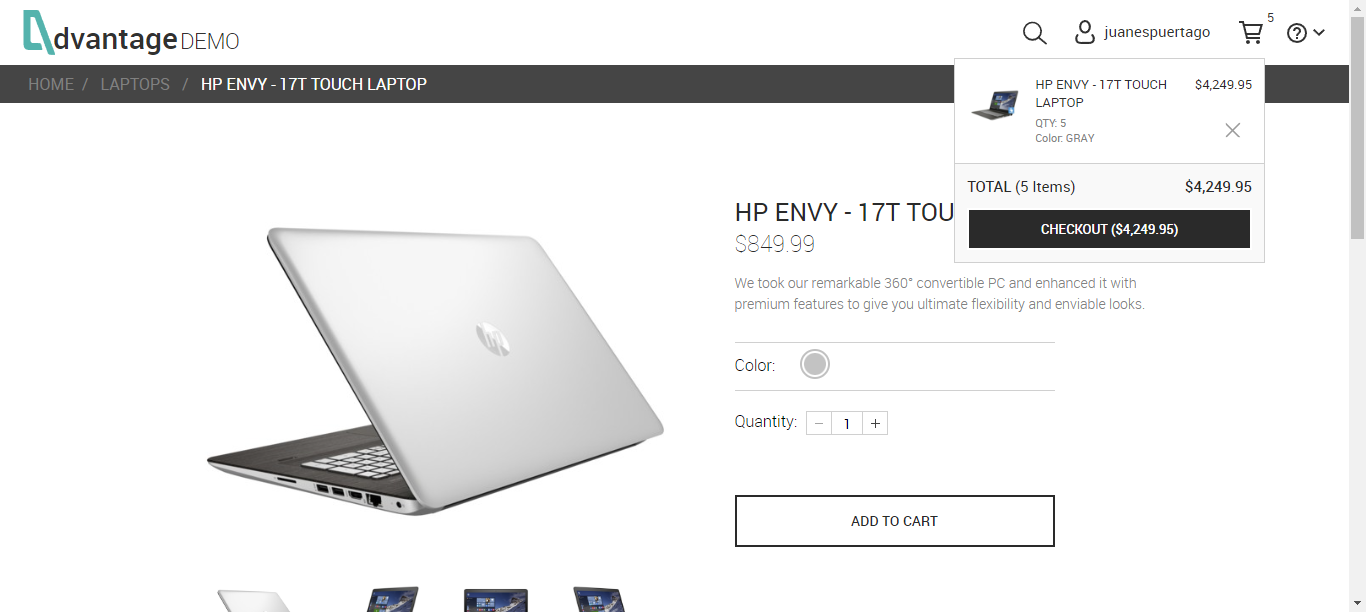 dvantage DEMO
juanespuertago
5
HOME / LAPTOPS / HP ENVY - 17T TOUCH LAPTOP
HP ENVY - 17T TOUCH LAPTOP
$4,249.95
QTY: 5
Color: GRAY
TOTAL (5 Items) $4,249.95
CHECKOUT ($4,249.95)
HP ENVY - 17T TOU
$849.99
We took our remarkable 360° convertible PC and enhanced it with
premium features to give you ultimate flexibility and enviable looks.
Color:
Quantity: − 1 +
ADD TO CART
hp